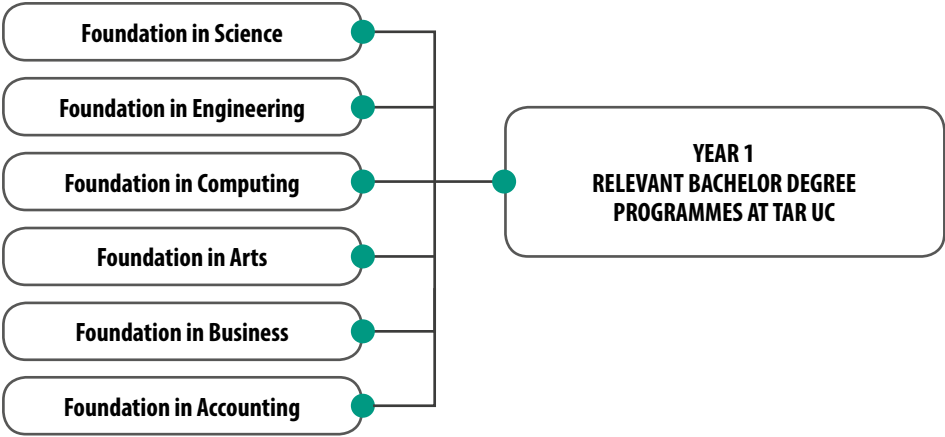 Foundation in Science
Foundation in Engineering
Foundation in Computing
Foundation in Arts
Foundation in Business
Foundation in Accounting
YEAR 1
RELEVANT BACHELOR DEGREE
PROGRAMMES AT TAR UC